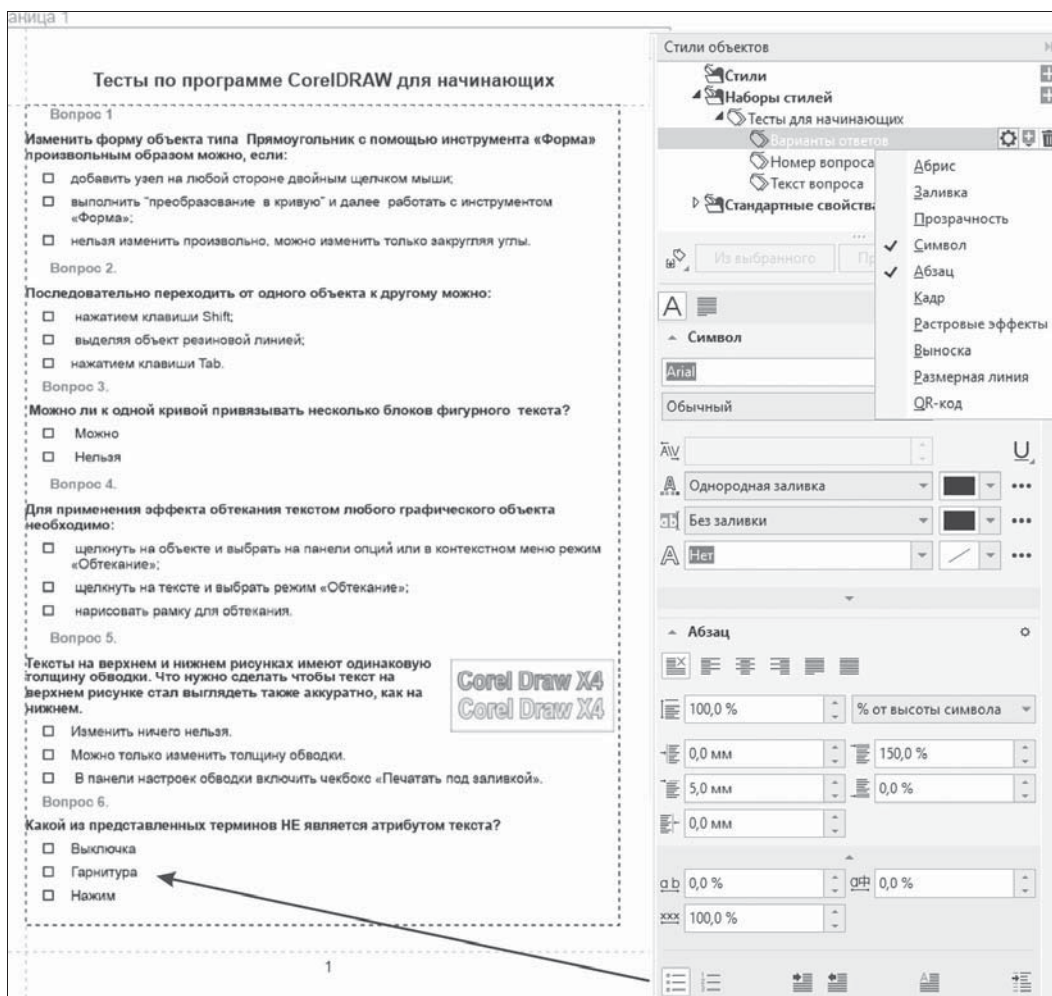 аница 1
Тесты по программе CorelDRAW для начинающих
Вопрос 1
Изменить форму объекта типа Прямоугольник с помощью инструмента «Форма»
произвольным образом можно, если:
добавить узел на любой стороне двойным щелчком мыши;
выполнить "преобразование в кривую" и далее работать с инструментом
«Форма»;
нельзя изменить произвольно, можно изменить только закругляя углы.
Вопрос 2.
Последовательно переходить от одного объекта к другому можно:
нажатием клавиши Shift;
выделяя объект резиновой линией;
нажатием клавиши Tab.
Вопрос 3.
Можно ли к одной кривой привязывать несколько блоков фигурного текста?
Можно
Нельзя
Вопрос 4.
Для применения эффекта обтекания текстом любого графического объекта
необходимо:
щелкнуть на объекте и выбрать на панели опций или в контекстном меню режим
«Обтекание»;
щелкнуть на тексте и выбрать режим «Обтекание»;
нарисовать рамку для обтекания.
Вопрос 5.
Тексты на верхнем и нижнем рисунках имеют одинаковую
толщину обводки. Что нужно сделать чтобы текст на
верхнем рисунке стал выглядеть также аккуратно, как на
нижнем.
Corel Draw X4
Corel Draw X4
Изменить ничего нельзя.
Можно только изменить толщину обводки.
В панели настроек обводки включить чекбокс «Печатать под заливкой».
Вопрос 6.
Какой из представленных терминов НЕ является атрибутом текста?
Выключка
Гарнитура
Нажим
1
Стили объектов
Стили
Наборы стилей
Тесты для начинающих
Варианты ответов
Номер вопроса
Текст вопроса
Стандартные свойства
Абрис
Заливка
Прозрачность
Символ
Абзац
Кадр
Растровые эффекты
Выноска
Размерная линия
QR-код
Из выбранного
Пр
Символ
Arial
Обычный
Однородная заливка
Без заливки
Нет
Абзац
100,0 % % от высоты символа
0,0 мм 150,0 %
5,0 мм 0,0 %
0,0 мм
ab 0,0 % a中 0,0 %
xxx 100,0 %